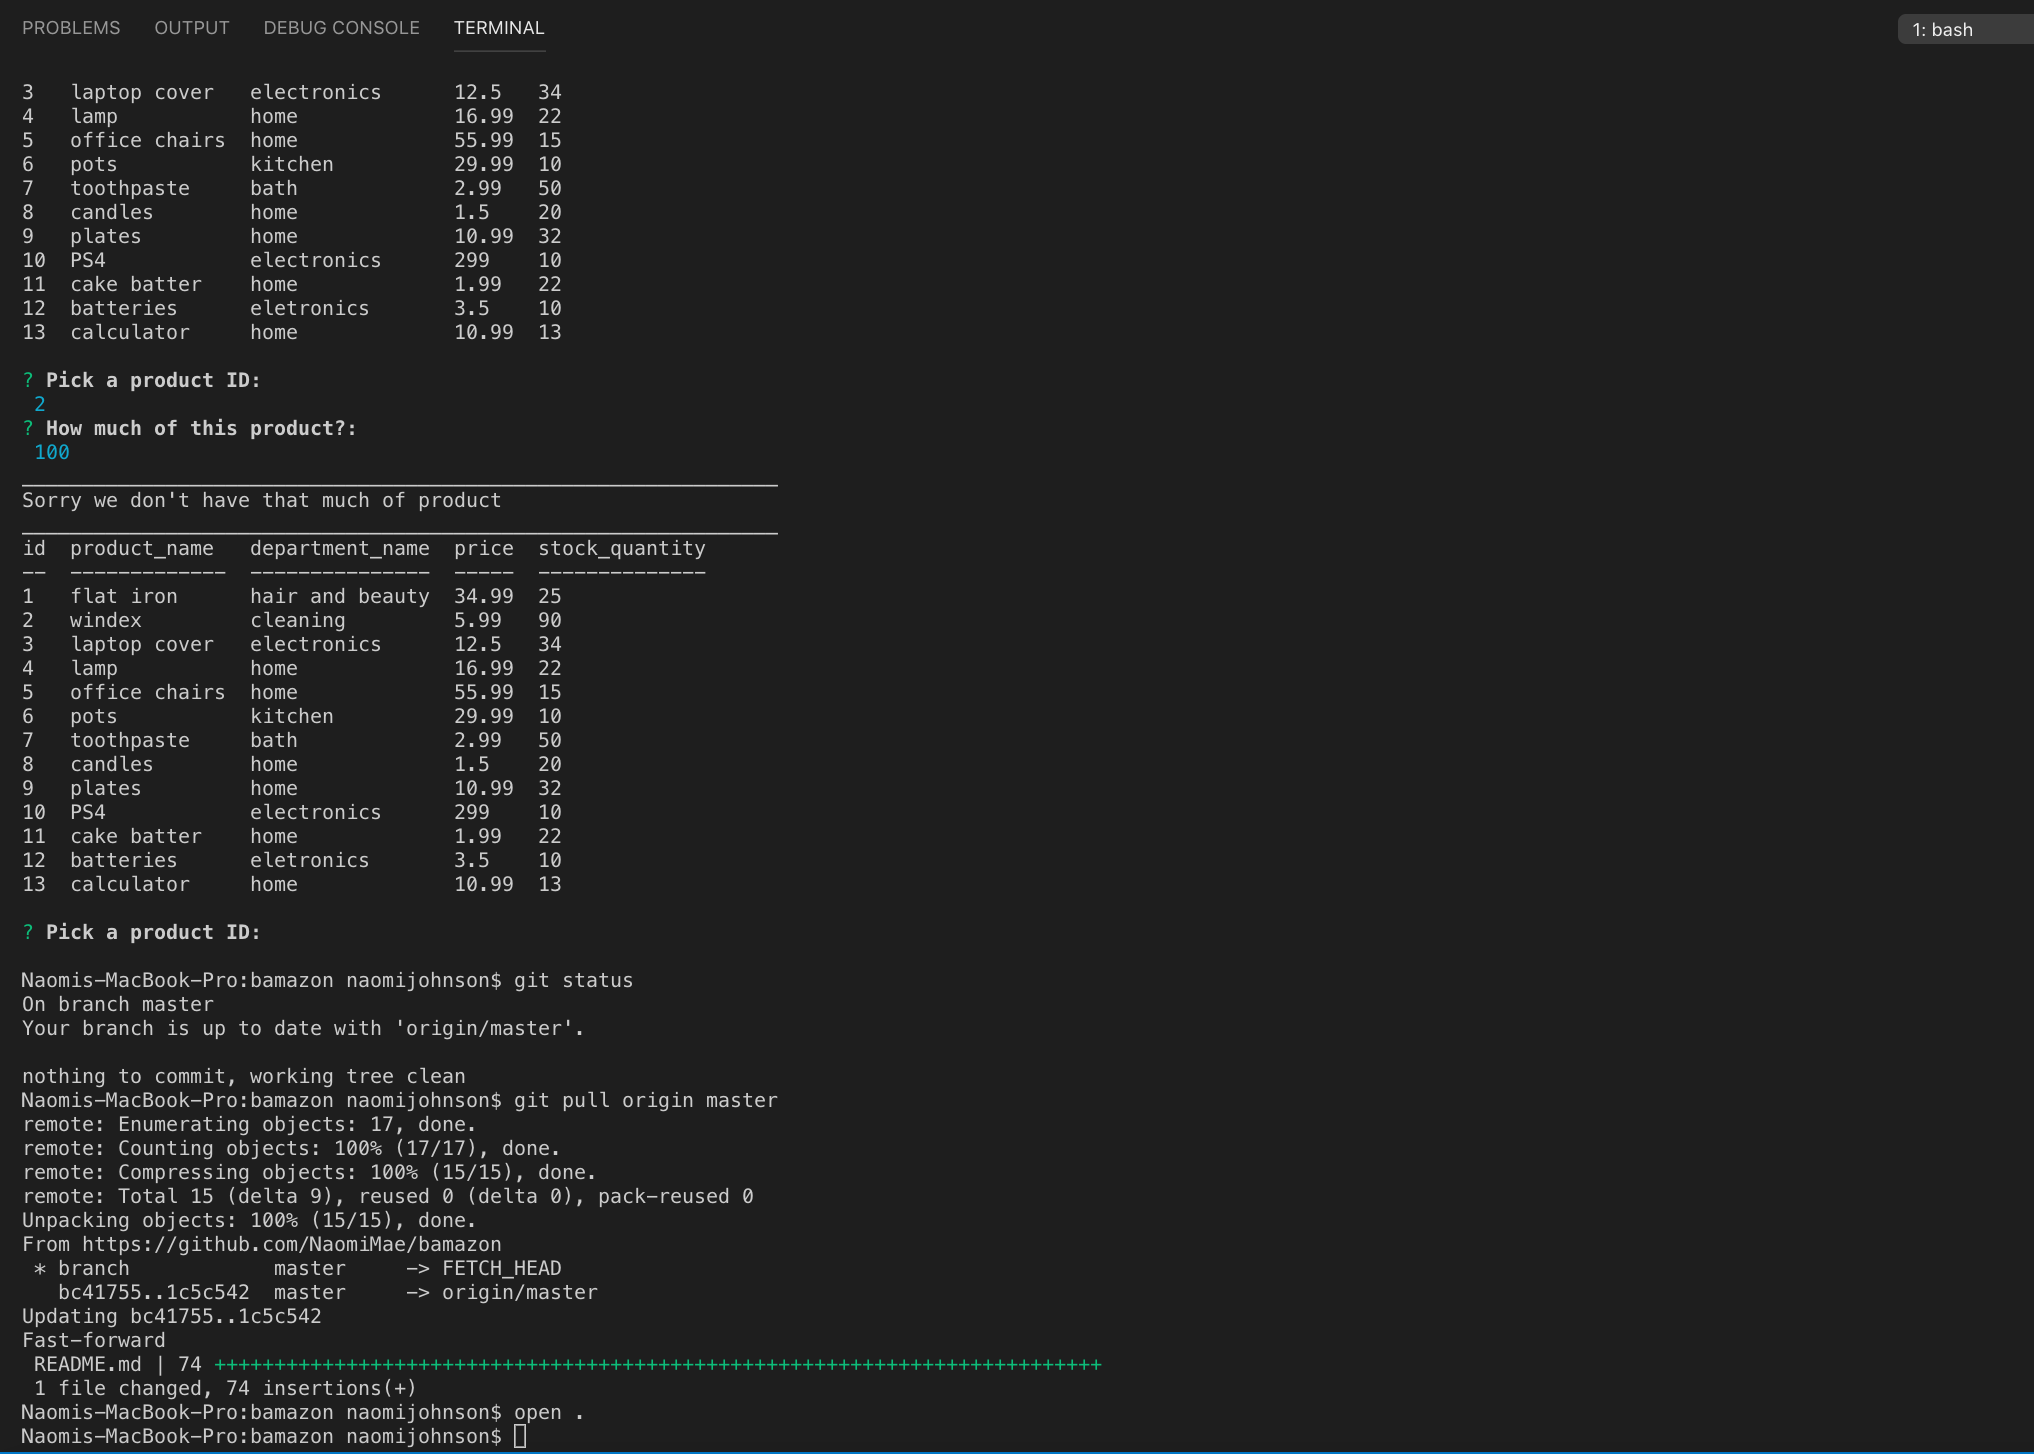 PROBLEMS OUTPUT DEBUG CONSOLE TERMINAL 1: bash
3 laptop cover electronics 12.5 34
4 lamp home 16.99 22
5 office chairs home 55.99 15
6 pots kitchen 29.99 10
7 toothpaste bath 2.99 50
8 candles home 1.5 20
9 plates home 10.99 32
10 PS4 electronics 299 10
11 cake batter home 1.99 22
12 batteries eletronics 3.5 10
13 calculator home 10.99 13
? Pick a product ID:
2
? How much of this product?:
100
_______________________________________________________________
Sorry we don't have that much of product
_______________________________________________________________
id product_name department_name price stock_quantity
-- ------------- --------------- ----- --------------
1 flat iron hair and beauty 34.99 25
2 windex cleaning 5.99 90
3 laptop cover electronics 12.5 34
4 lamp home 16.99 22
5 office chairs home 55.99 15
6 pots kitchen 29.99 10
7 toothpaste bath 2.99 50
8 candles home 1.5 20
9 plates home 10.99 32
10 PS4 electronics 299 10
11 cake batter home 1.99 22
12 batteries eletronics 3.5 10
13 calculator home 10.99 13
? Pick a product ID:
Naomis-MacBook-Pro:bamazon naomijohnson$ git status
On branch master
Your branch is up to date with 'origin/master'.
nothing to commit, working tree clean
Naomis-MacBook-Pro:bamazon naomijohnson$ git pull origin master
remote: Enumerating objects: 17, done.
remote: Counting objects: 100% (17/17), done.
remote: Compressing objects: 100% (15/15), done.
remote: Total 15 (delta 9), reused 0 (delta 0), pack-reused 0
Unpacking objects: 100% (15/15), done.
From https://github.com/NaomiMae/bamazon
* branch master -> FETCH_HEAD
bc41755..1c5c542 master -> origin/master
Updating bc41755..1c5c542
Fast-forward
README.md | 74 ++++++++++++++++++++++++++++++++++++++++++++++++++++++++++++++++++++++++++
1 file changed, 74 insertions(+)
Naomis-MacBook-Pro:bamazon naomijohnson$ open .
Naomis-MacBook-Pro:bamazon naomijohnson$